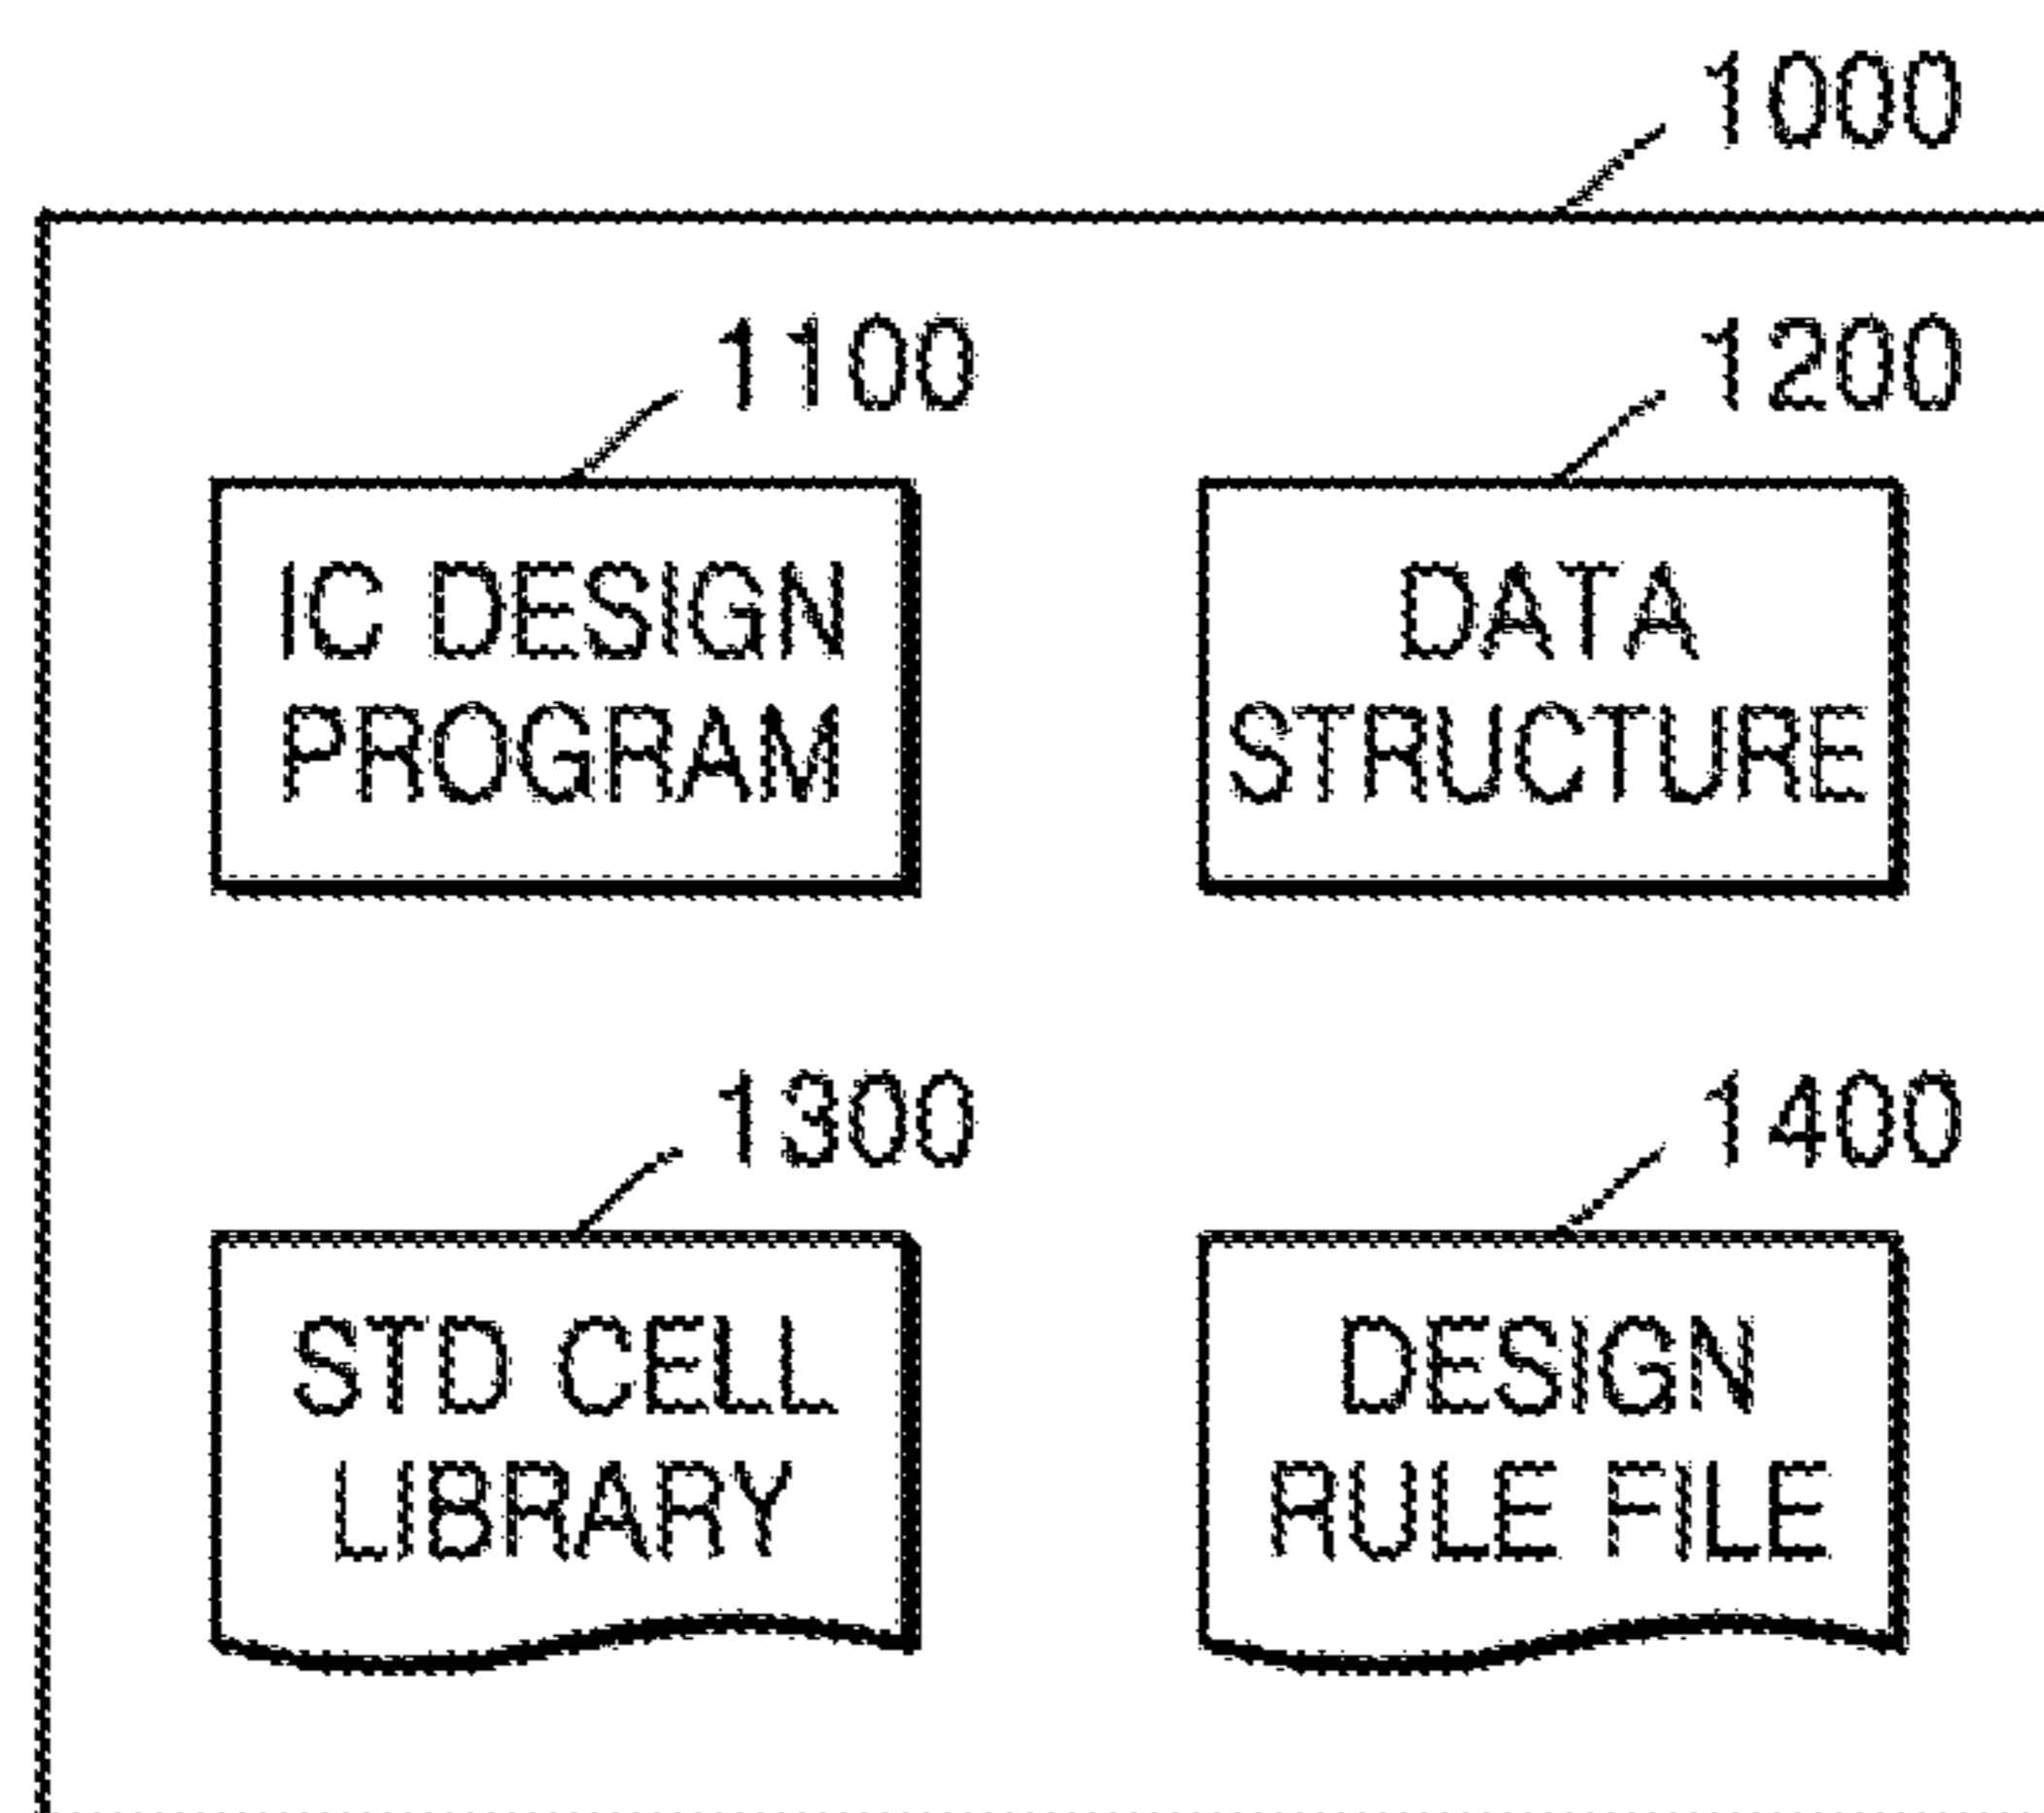 1000
1100
1200
IC DESIGN
PROGRAM
DATA
STRUCTURE
1300
1400
STD CELL
LIBRARY
DESIGN
RULE FILE